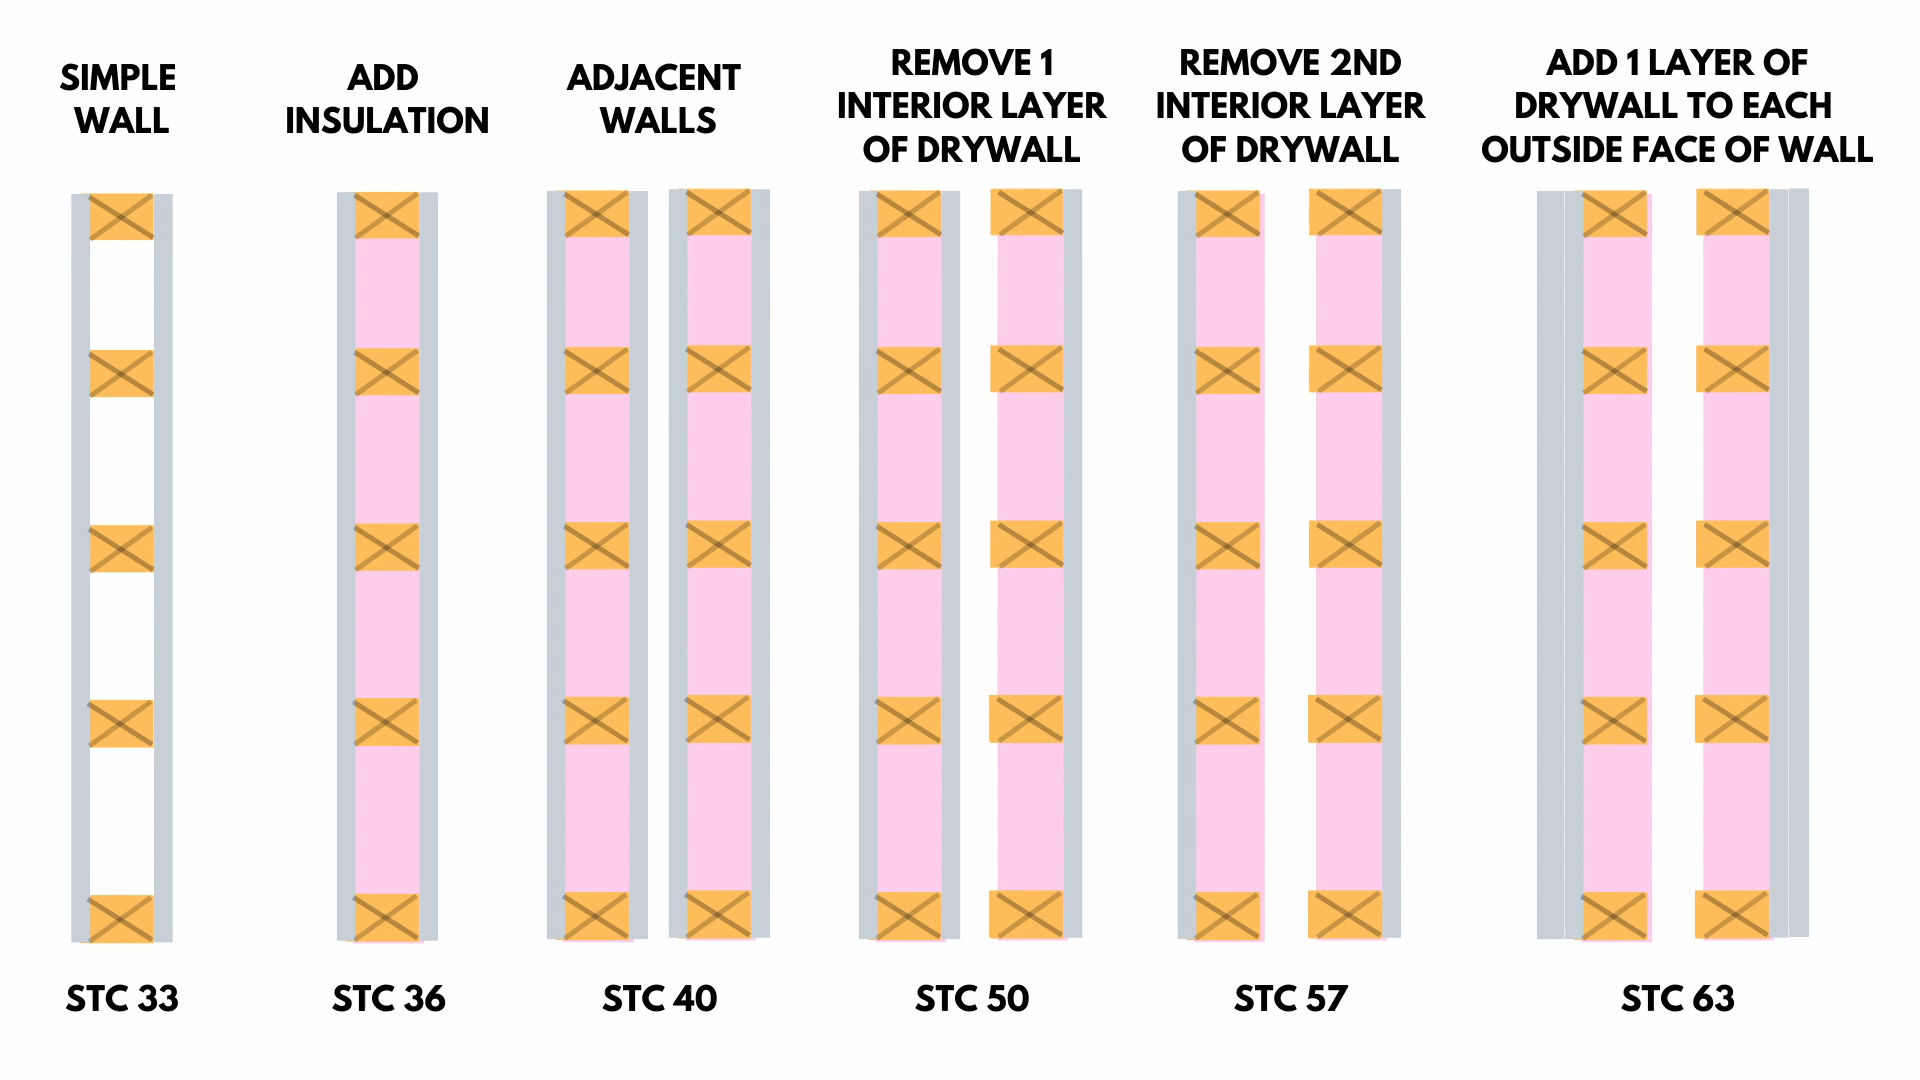 SIMPLE
WALL
ADD
INSULATION
ADJACENT
WALLS
REMOVE 1
INTERIOR LAYER
OF DRYWALL
REMOVE 2ND
INTERIOR LAYER
OF DRYWALL
ADD 1 LAYER OF
DRYWALL TO EACH
OUTSIDE FACE OF WALL
STC 33
STC 36
STC 40
STC 50
STC 57
STC 63